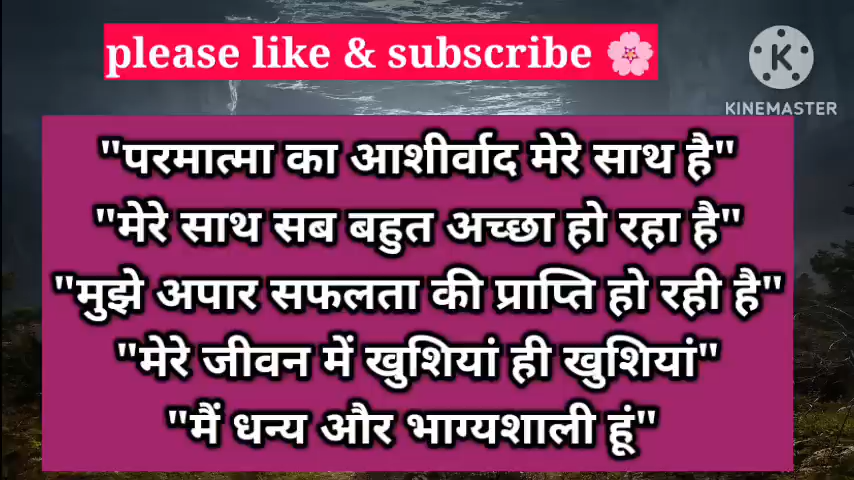 please like & subscribe 🌸
KINEMASTER
"परमात्मा का आशीर्वाद मेरे साथ है"
"मेरे साथ सब बहुत अच्छा हो रहा है"
"मुझे अपार सफलता की प्राप्ति हो रही है"
"मेरे जीवन में खुशियां ही खुशियां"
"मैं धन्य और भाग्यशाली हूं"